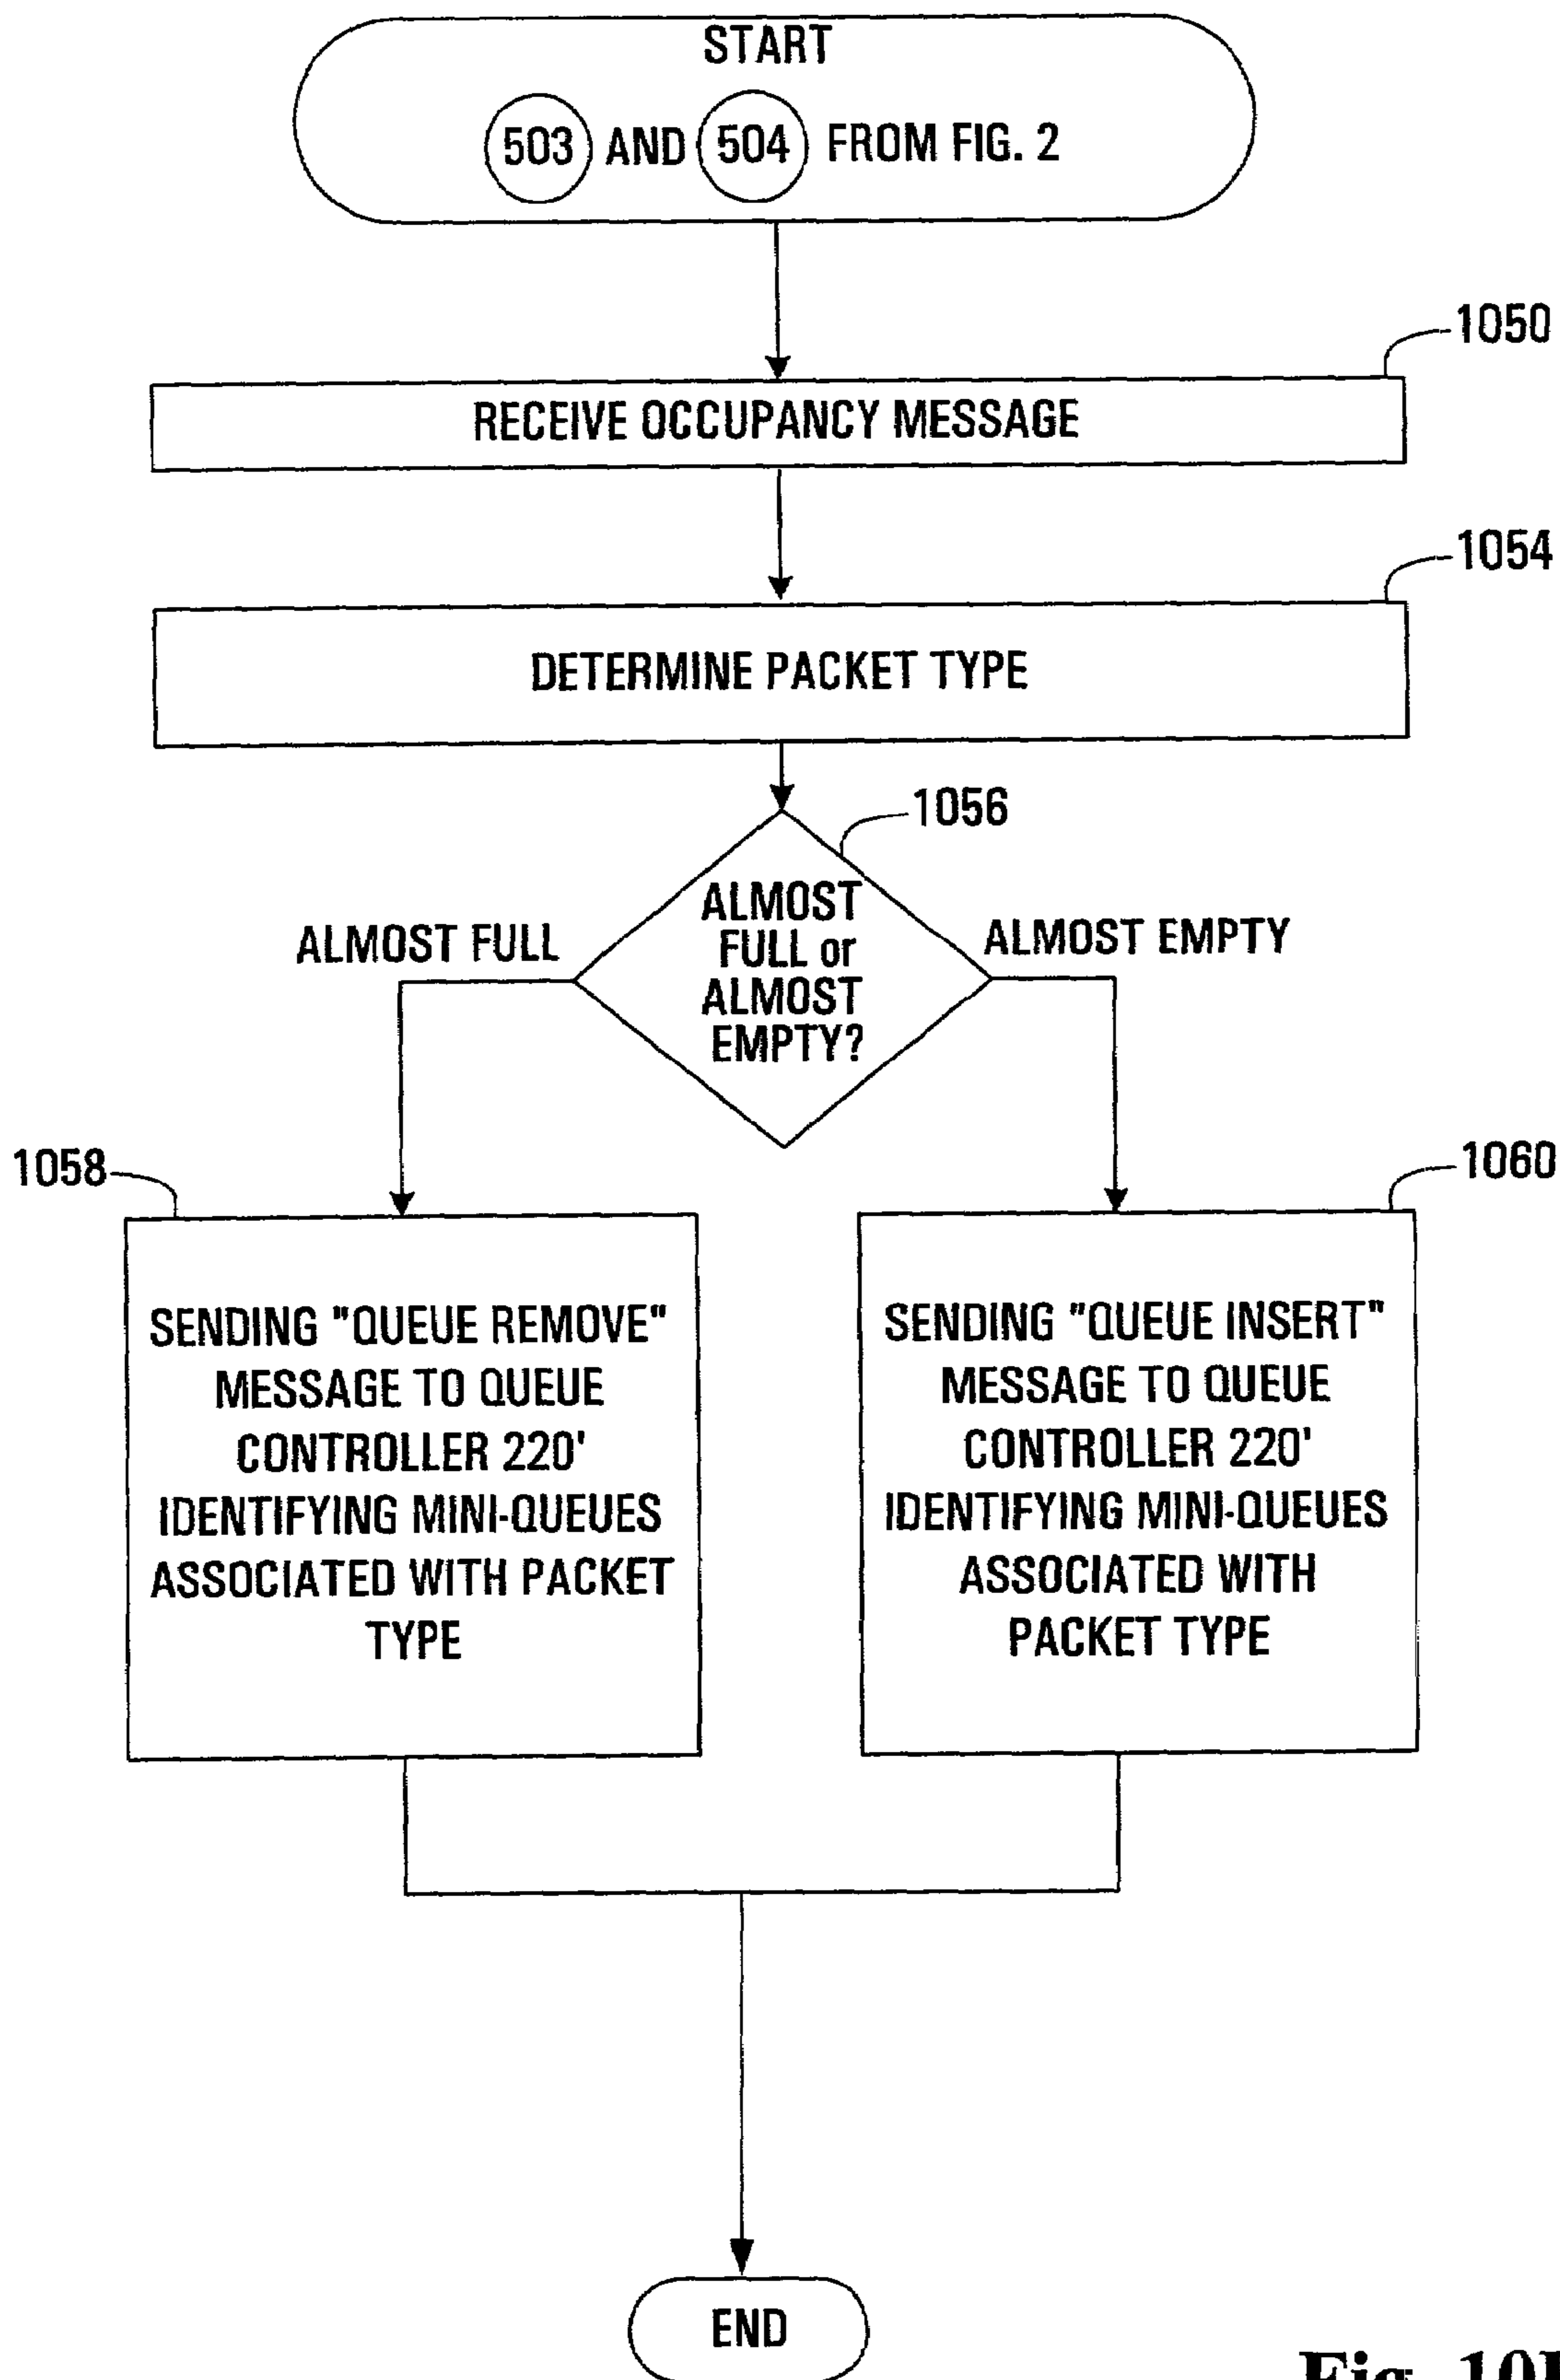 START
503 AND 504 FROM FIG. 2
1050
RECEIVE OCCUPANCY MESSAGE
1054
DETERMINE PACKET TYPE
1056
ALMOST
FULL or
ALMOST
EMPTY?
ALMOST FULL
ALMOST EMPTY
1058
SENDING "QUEUE REMOVE"
MESSAGE TO QUEUE
CONTROLLER 220'
IDENTIFYING MINI-QUEUES
ASSOCIATED WITH PACKET
TYPE
1060
SENDING "QUEUE INSERT"
MESSAGE TO QUEUE
CONTROLLER 220'
IDENTIFYING MINI-QUEUES
ASSOCIATED WITH
PACKET TYPE
END
Fig.